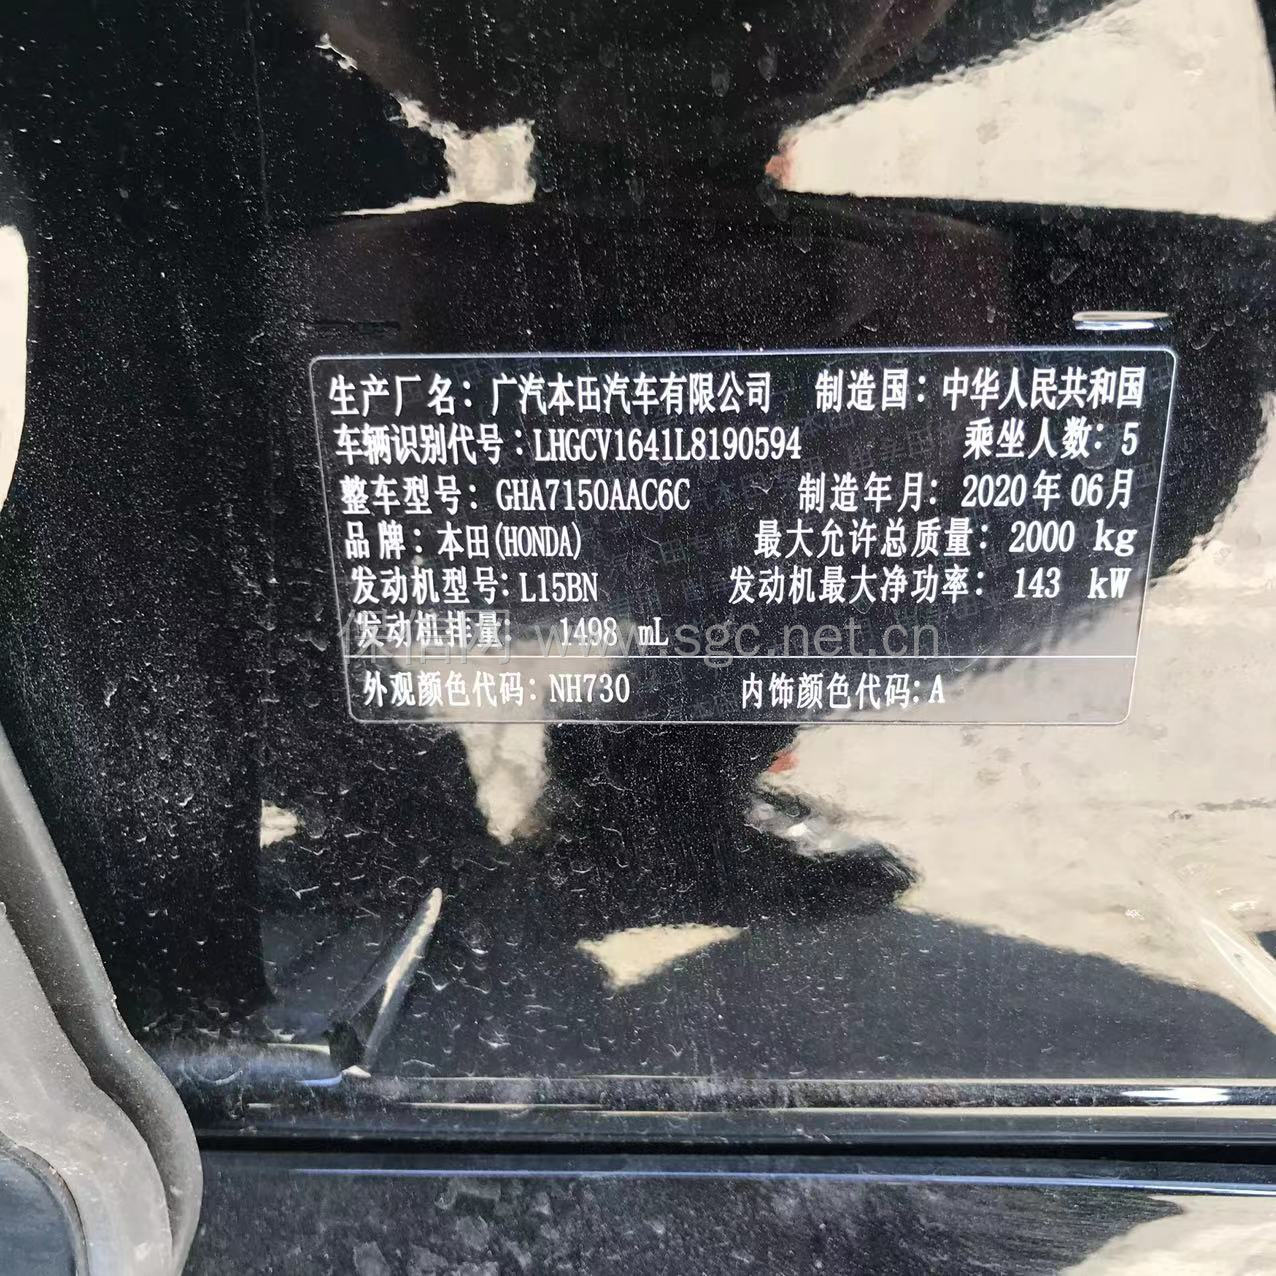 生产厂名：广汽本田汽车有限公司 制造国：中华人民共和国
车辆识别代号：LHGCV1641L8190594 乘坐人数：5
整车型号：GHA7150AAC6C 制造年月：2020年06月
品牌：本田(HONDA) 最大允许总质量：2000 kg
发动机型号：L15BN 发动机最大净功率：143 kW
发动机排量： 1498 mL
保信网 www.sgc.net.cn
外观颜色代码：NH730 内饰颜色代码：A